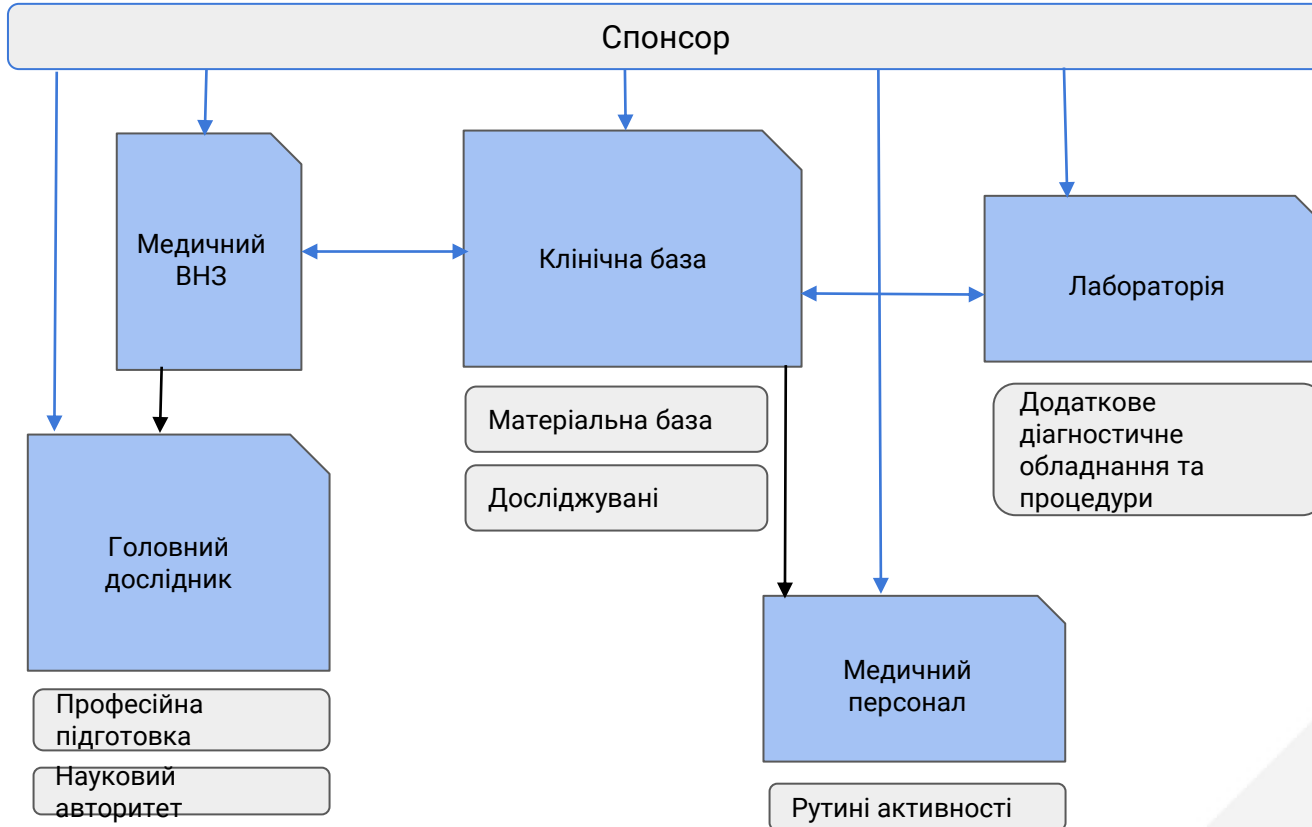 Спонсор
Медичний
ВНЗ
Клінічна база
Лабораторія
Матеріальна база
Досліджувані
Додаткове
діагностичне
обладнання та
процедури
Головний
дослідник
Медичний
персонал
Професійна
підготовка
Науковий
авторитет
Рутині активності